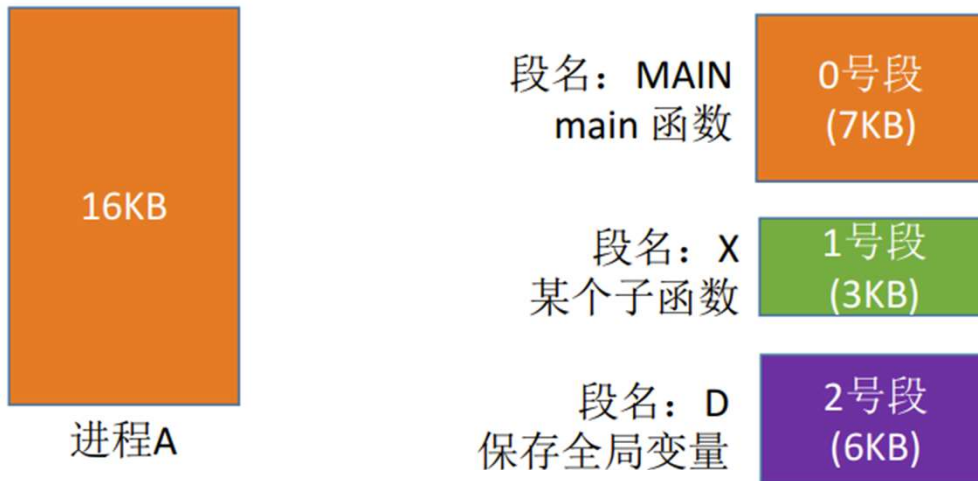 16KB
进程A
段名：MAIN
main 函数
0号段
(7KB)
段名：X
某个子函数
1号段
(3KB)
段名：D
保存全局变量
2号段
(6KB)